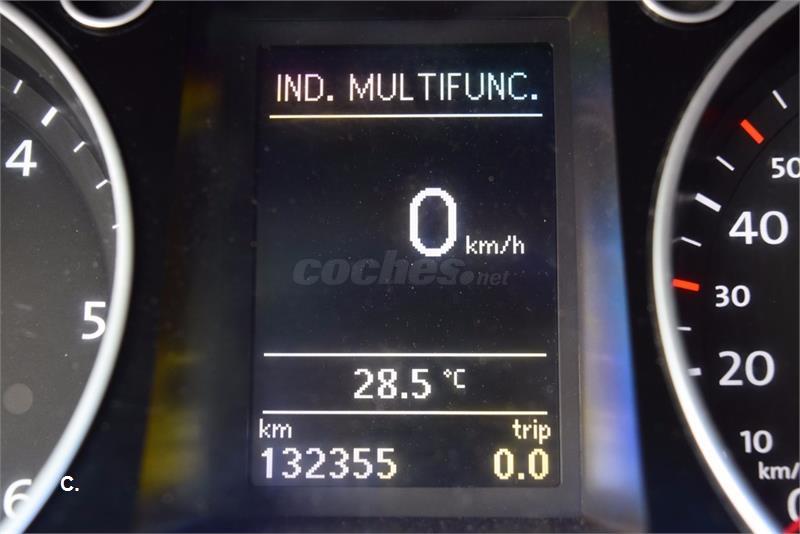 IND. MULTIFUNC.
0 km/h
coches.net
28.5 °C
km trip
132355 0.0
4
5
6
C.
50
40
30
20
10
km/